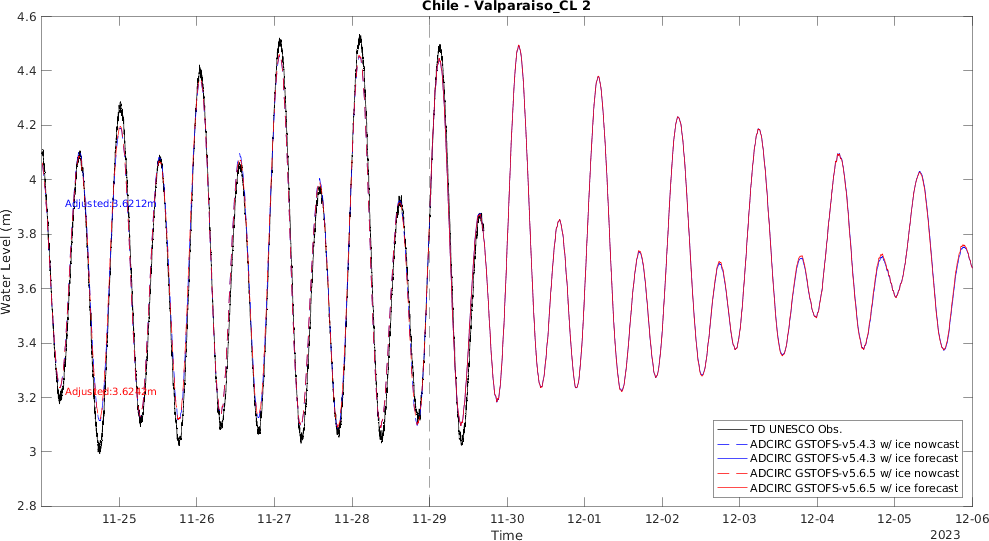 Chile - Valparaiso_CL 2
4.6
4.4
4.2
4
3.8
3.6
3.4
3.2
3
2.8
Water Level (m)
Adjusted:3.6212m
Adjusted:3.6242m
TD UNESCO Obs.
ADCIRC GSTOFS-v5.4.3 w/ ice nowcast
ADCIRC GSTOFS-v5.4.3 w/ ice forecast
ADCIRC GSTOFS-v5.6.5 w/ ice nowcast
ADCIRC GSTOFS-v5.6.5 w/ ice forecast
11-25 11-26 11-27 11-28 11-29 11-30 12-01 12-02 12-03 12-04 12-05 12-06
Time
2023